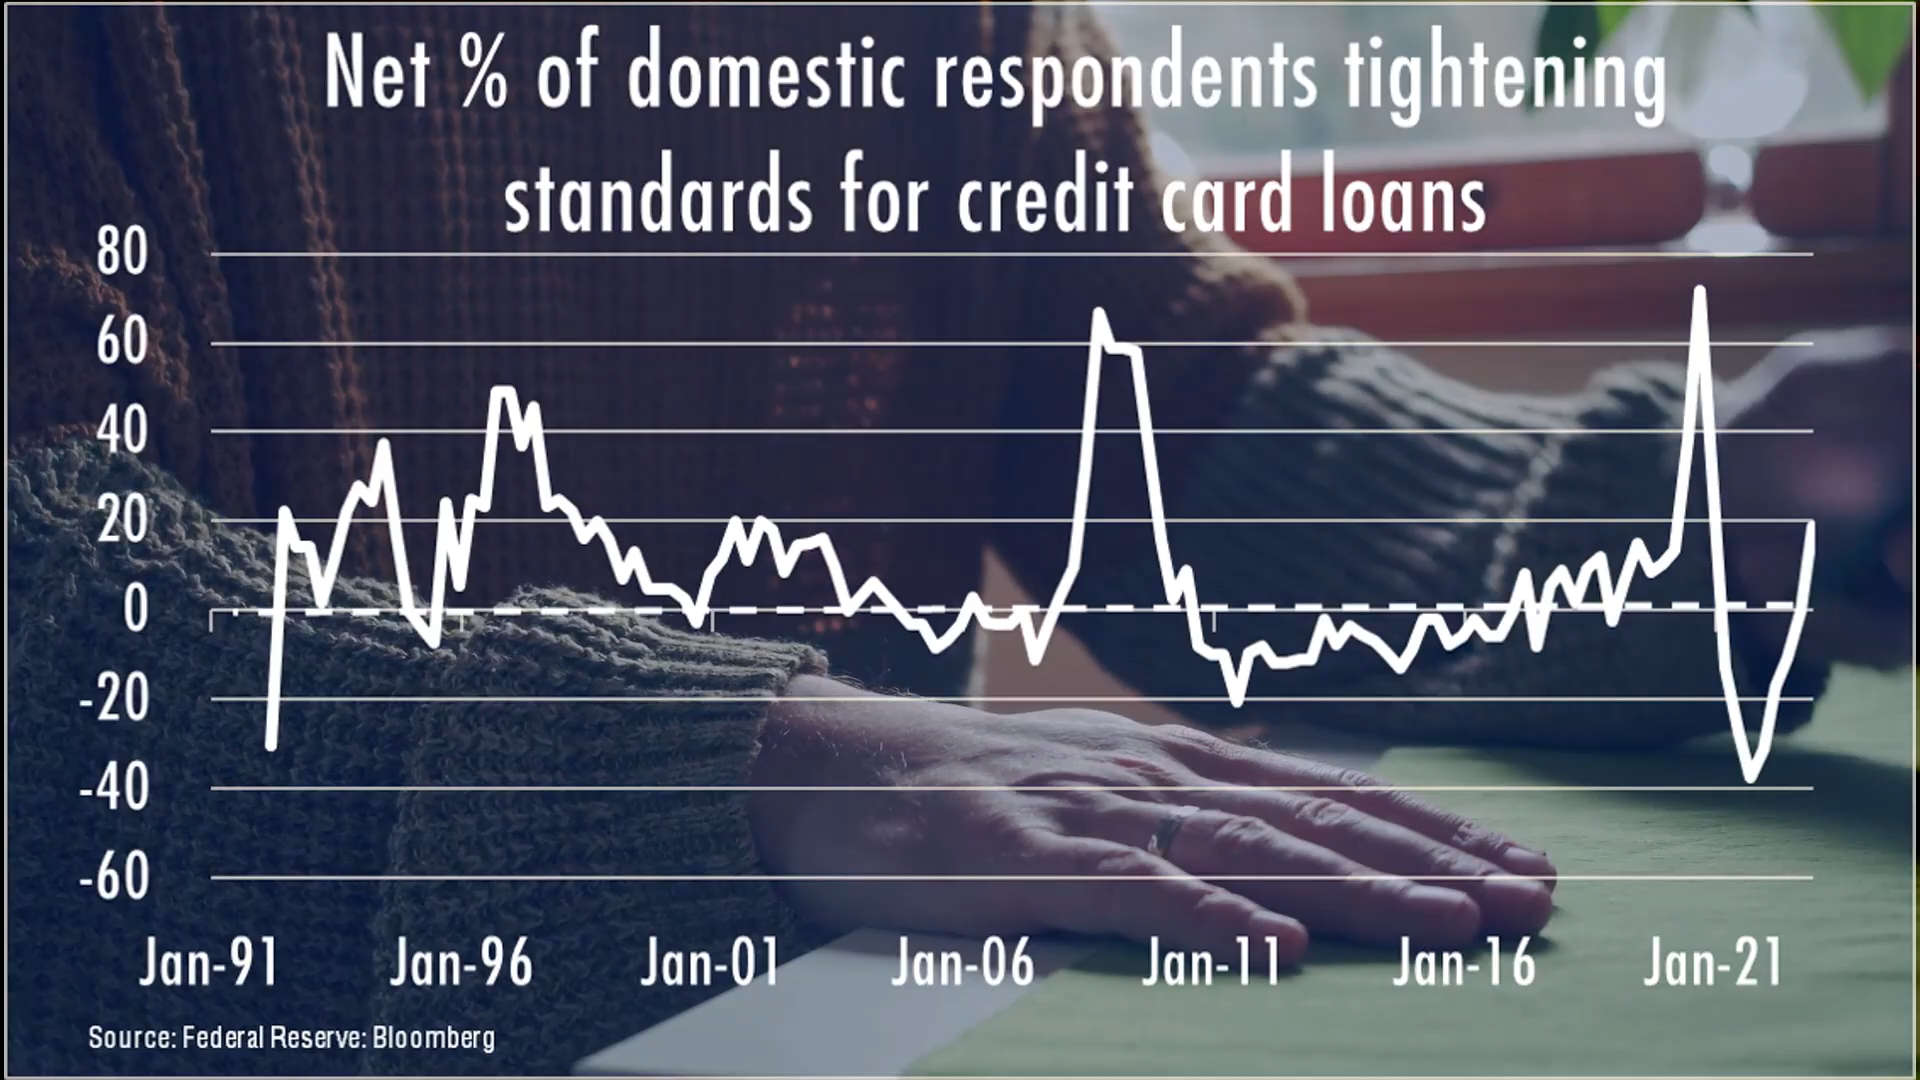 Net % of domestic respondents tightening
standards for credit card loans
80
60
40
20
0
-20
-40
-60
Jan-91 Jan-96 Jan-01 Jan-06 Jan-11 Jan-16 Jan-21
Source: Federal Reserve: Bloomberg